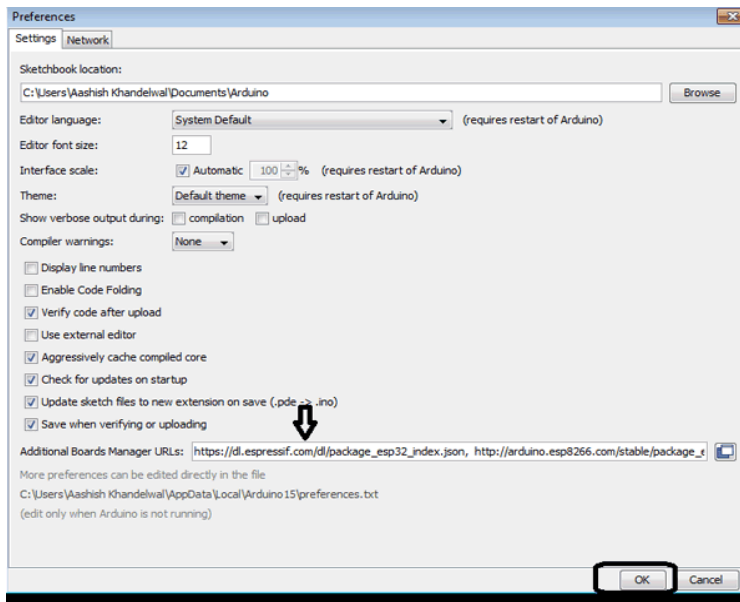 Preferences
Settings Network
Sketchbook location:
C:\Users\Aashish Khandelwal\Documents\Arduino Browse
Editor language: System Default (requires restart of Arduino)
Editor font size: 12
Interface scale: Automatic 100 % (requires restart of Arduino)
Theme: Default theme (requires restart of Arduino)
Show verbose output during: compilation upload
Compiler warnings: None
Display line numbers
Enable Code Folding
Verify code after upload
Use external editor
Aggressively cache compiled core
Check for updates on startup
Update sketch files to new extension on save (.pde -> .ino)
Save when verifying or uploading
Additional Boards Manager URLs: https://dl.espressif.com/dl/package_esp32_index.json, http://arduino.esp8266.com/stable/package_e
More preferences can be edited directly in the file
C:\Users\Aashish Khandelwal\AppData\Local\Arduino15\preferences.txt
(edit only when Arduino is not running)
OK Cancel